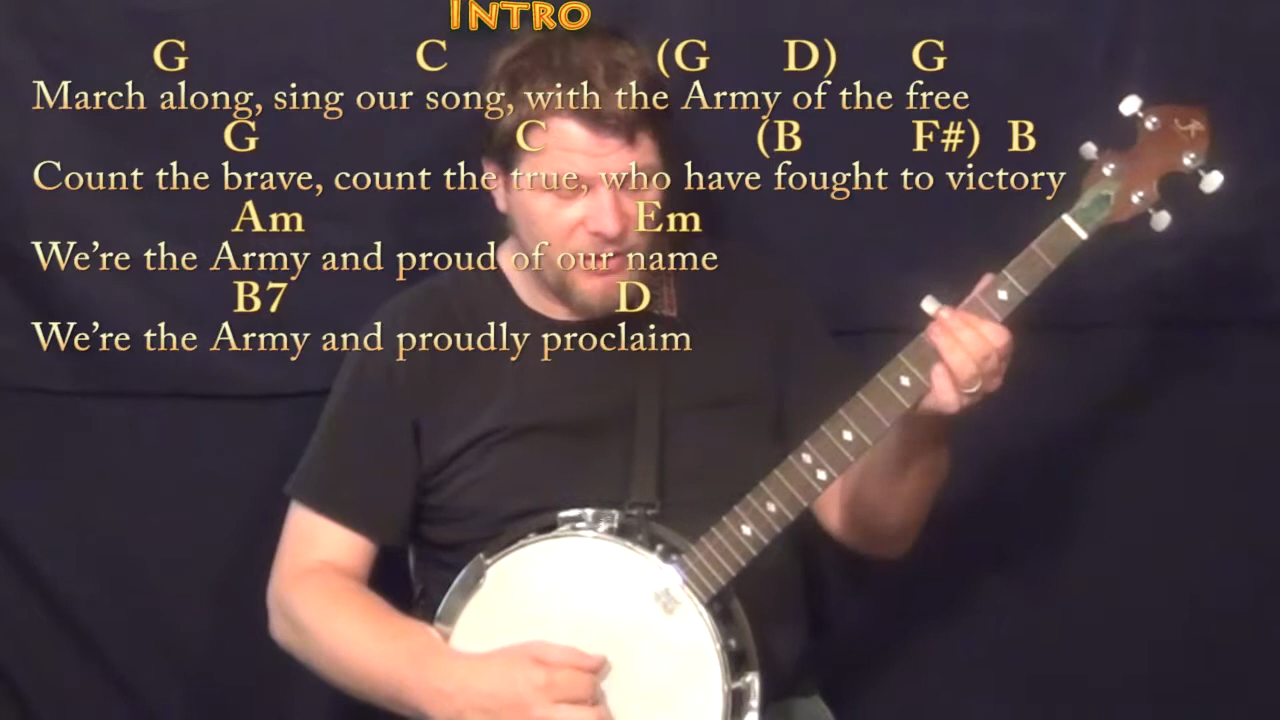 INTRO
G C (G D) G
March along, sing our song, with the Army of the free
G C (B F#) B
Count the brave, count the true, who have fought to victory
Am Em
We're the Army and proud of our name
B7 D
We're the Army and proudly proclaim